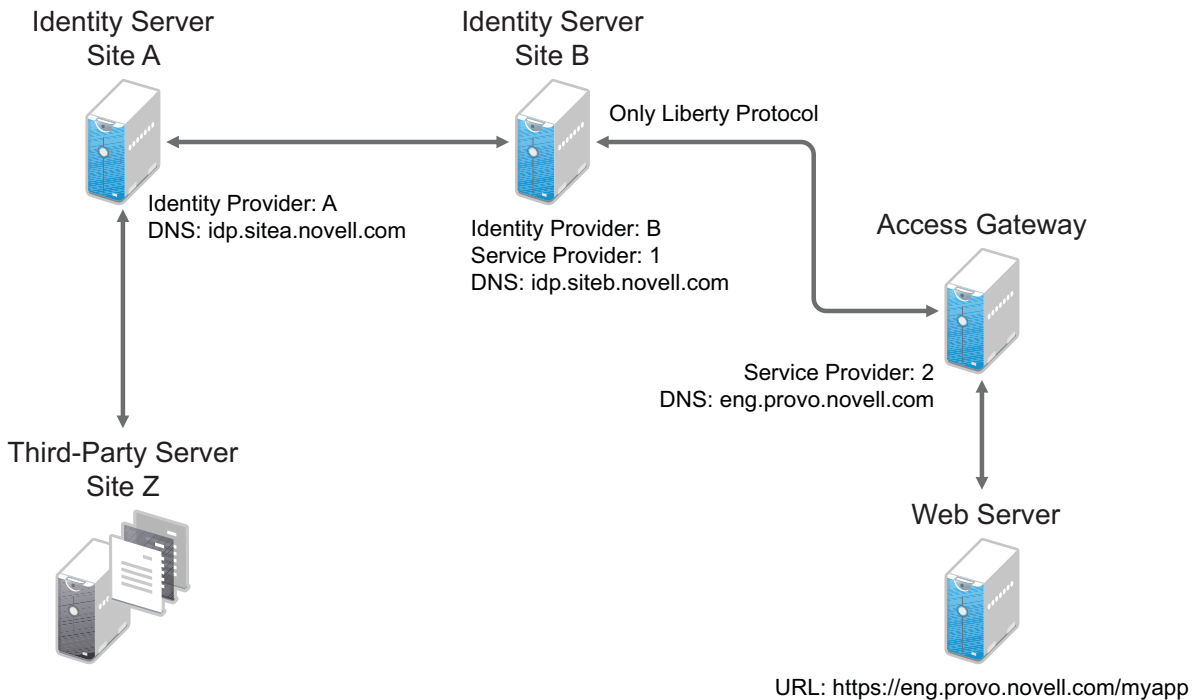 Identity Server
Site A
Identity Server
Site B
Only Liberty Protocol
Identity Provider: A
DNS: idp.sitea.novell.com
Identity Provider: B
Service Provider: 1
DNS: idp.siteb.novell.com
Access Gateway
Service Provider: 2
DNS: eng.provo.novell.com
Third-Party Server
Site Z
Web Server
URL: https://eng.provo.novell.com/myapp